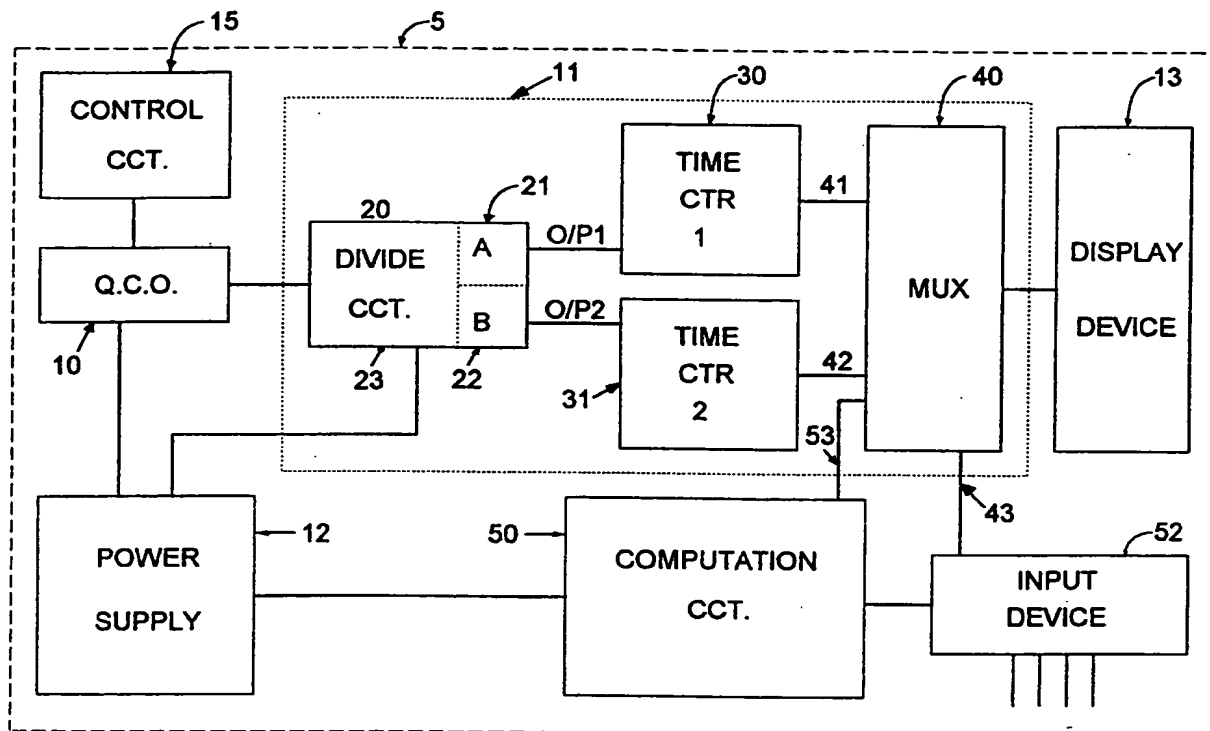 15
5
CONTROL
CCT.
11
30
40
13
TIME
CTR
1
41
MUX
DISPLAY
DEVICE
20
21
DIVIDE
CCT.
A
B
O/P1
O/P2
Q.C.O.
10
23
22
31
TIME
CTR
2
42
53
43
POWER
SUPPLY
12
50
COMPUTATION
CCT.
52
INPUT
DEVICE